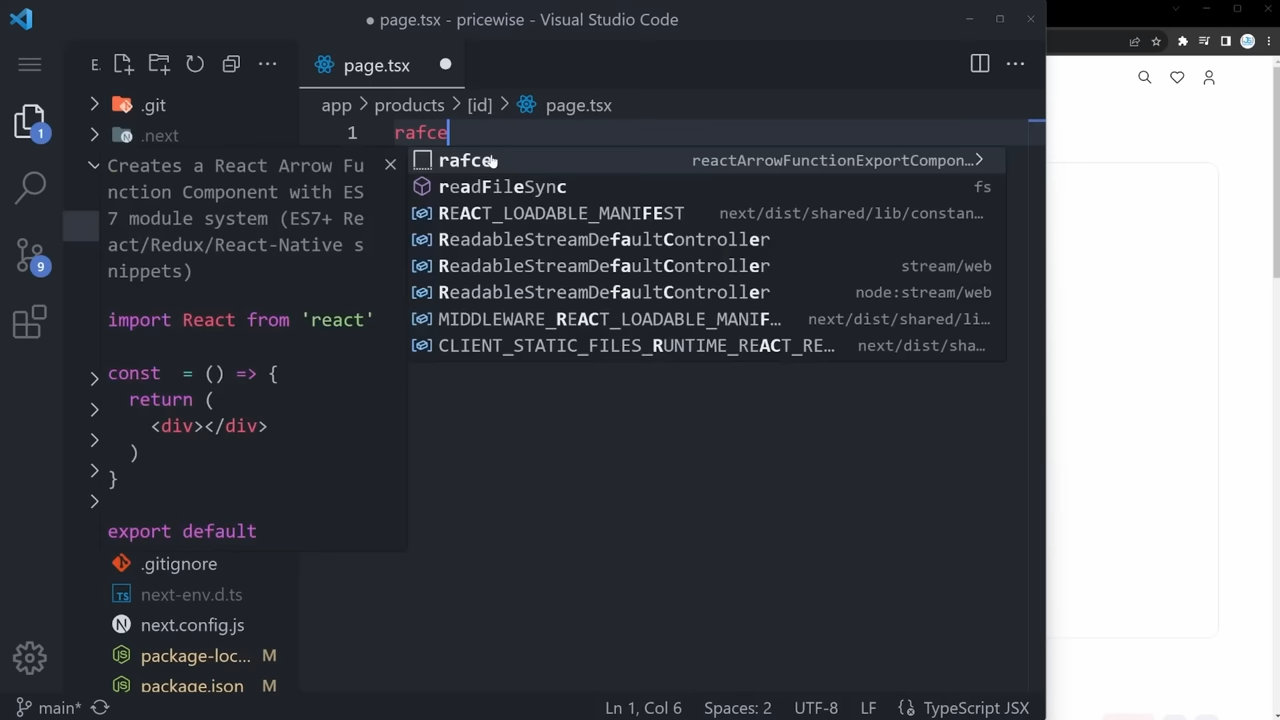 page.tsx - pricewise - Visual Studio Code
E.
page.tsx
.git
app > products > [id] > page.tsx
.next
1 rafce
1
Creates a React Arrow Fu
nction Component with ES
7 module system (ES7+ Re
act/Redux/React-Native s
nippets)
import React from 'react'
const  = () => {
return (
<div></div>
)
}
export default
rafce reactArrowFunctionExportCompon…
readFileSync fs
REACT_LOADABLE_MANIFEST next/dist/shared/lib/constan…
ReadableStreamDefaultController
ReadableStreamDefaultController stream/web
ReadableStreamDefaultController node:stream/web
MIDDLEWARE_REACT_LOADABLE_MANIF… next/dist/shared/li…
CLIENT_STATIC_FILES_RUNTIME_REACT_RE… next/dist/sha…
9
.gitignore
TS next-env.d.ts
next.config.js
package-loc... M
package.json M
main* Ln 1, Col 6 Spaces: 2 UTF-8 LF TypeScript JSX